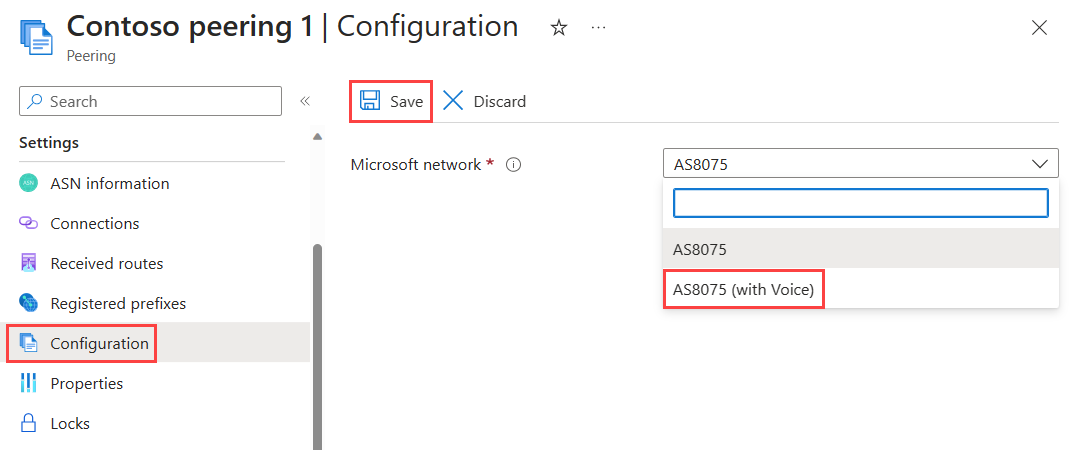 Contoso peering 1 | Configuration ☆ ···
Peering
Search «
Save Discard
Settings
ASN information
Connections
Received routes
Registered prefixes
Configuration
Properties
Locks
Microsoft network *
AS8075
AS8075
AS8075 (with Voice)